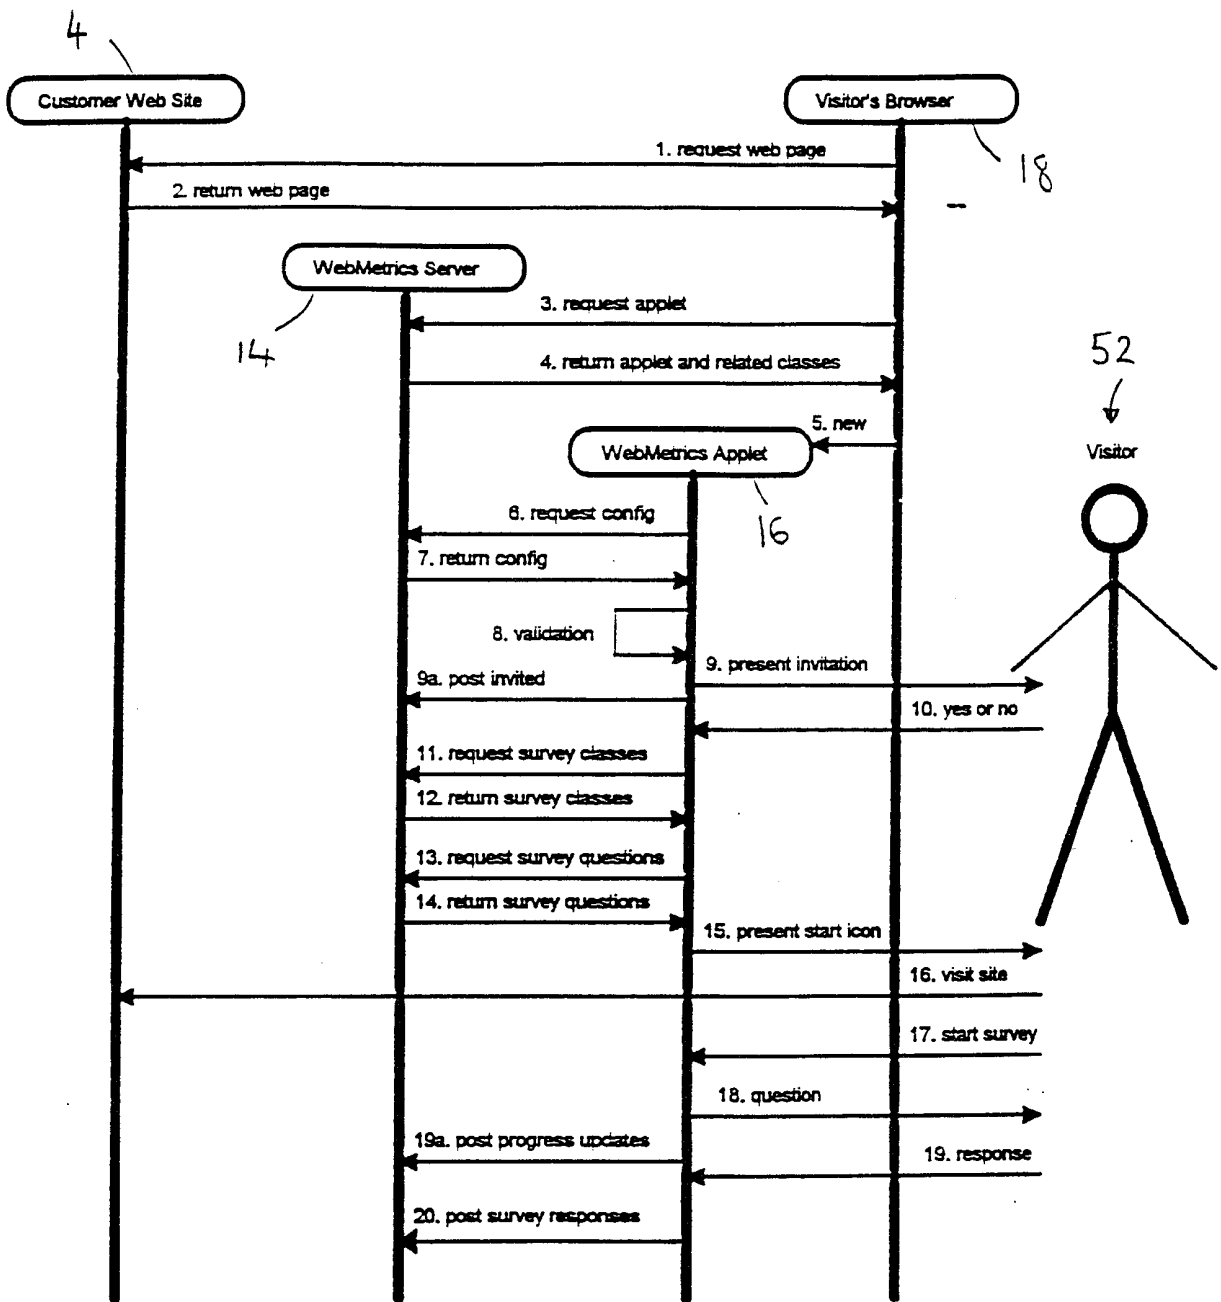 4
Customer Web Site
Visitor's Browser
18
1. request web page
2. return web page
WebMetrics Server
14
3. request applet
4. return applet and related classes
52
Visitor
5. new
WebMetrics Applet
16
6. request config
7. return config
8. validation
9. present invitation
9a. post invited
10. yes or no
11. request survey classes
12. return survey classes
13. request survey questions
14. return survey questions
15. present start icon
16. visit site
17. start survey
18. question
19a. post progress updates
19. response
20. post survey responses